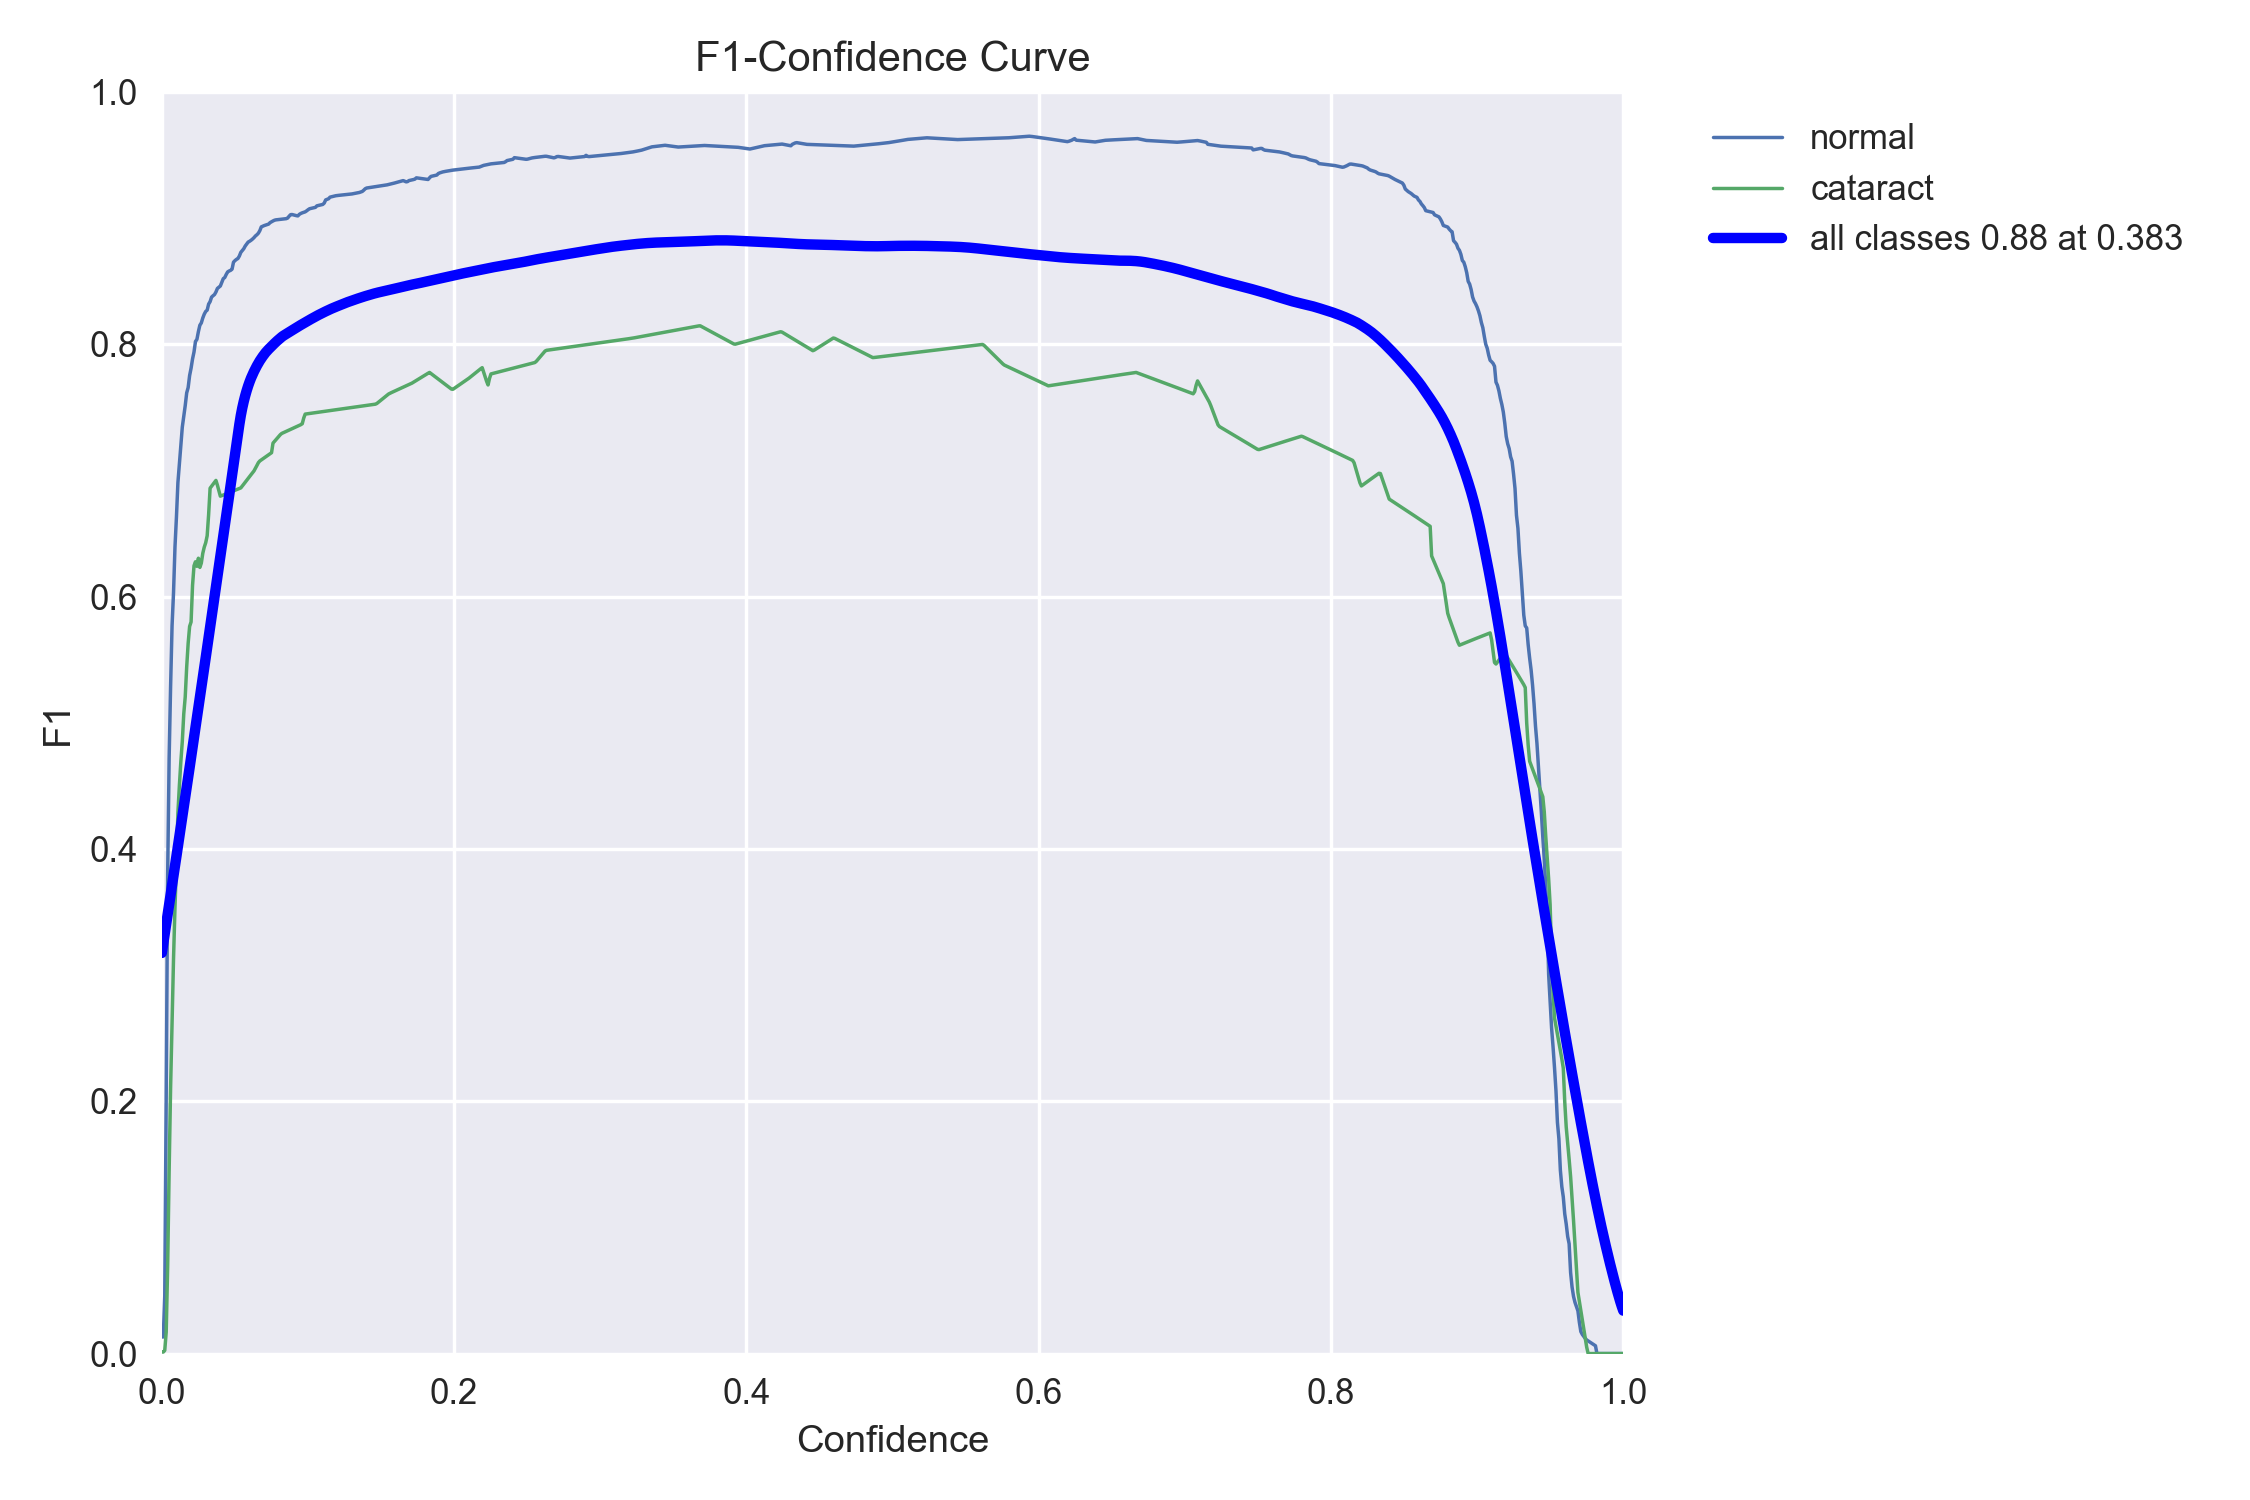 F1-Confidence Curve
1.0
0.8
0.6
0.4
0.2
0.0
F1
0.0 0.2 0.4 0.6 0.8 1.0
Confidence
normal
cataract
all classes 0.88 at 0.383